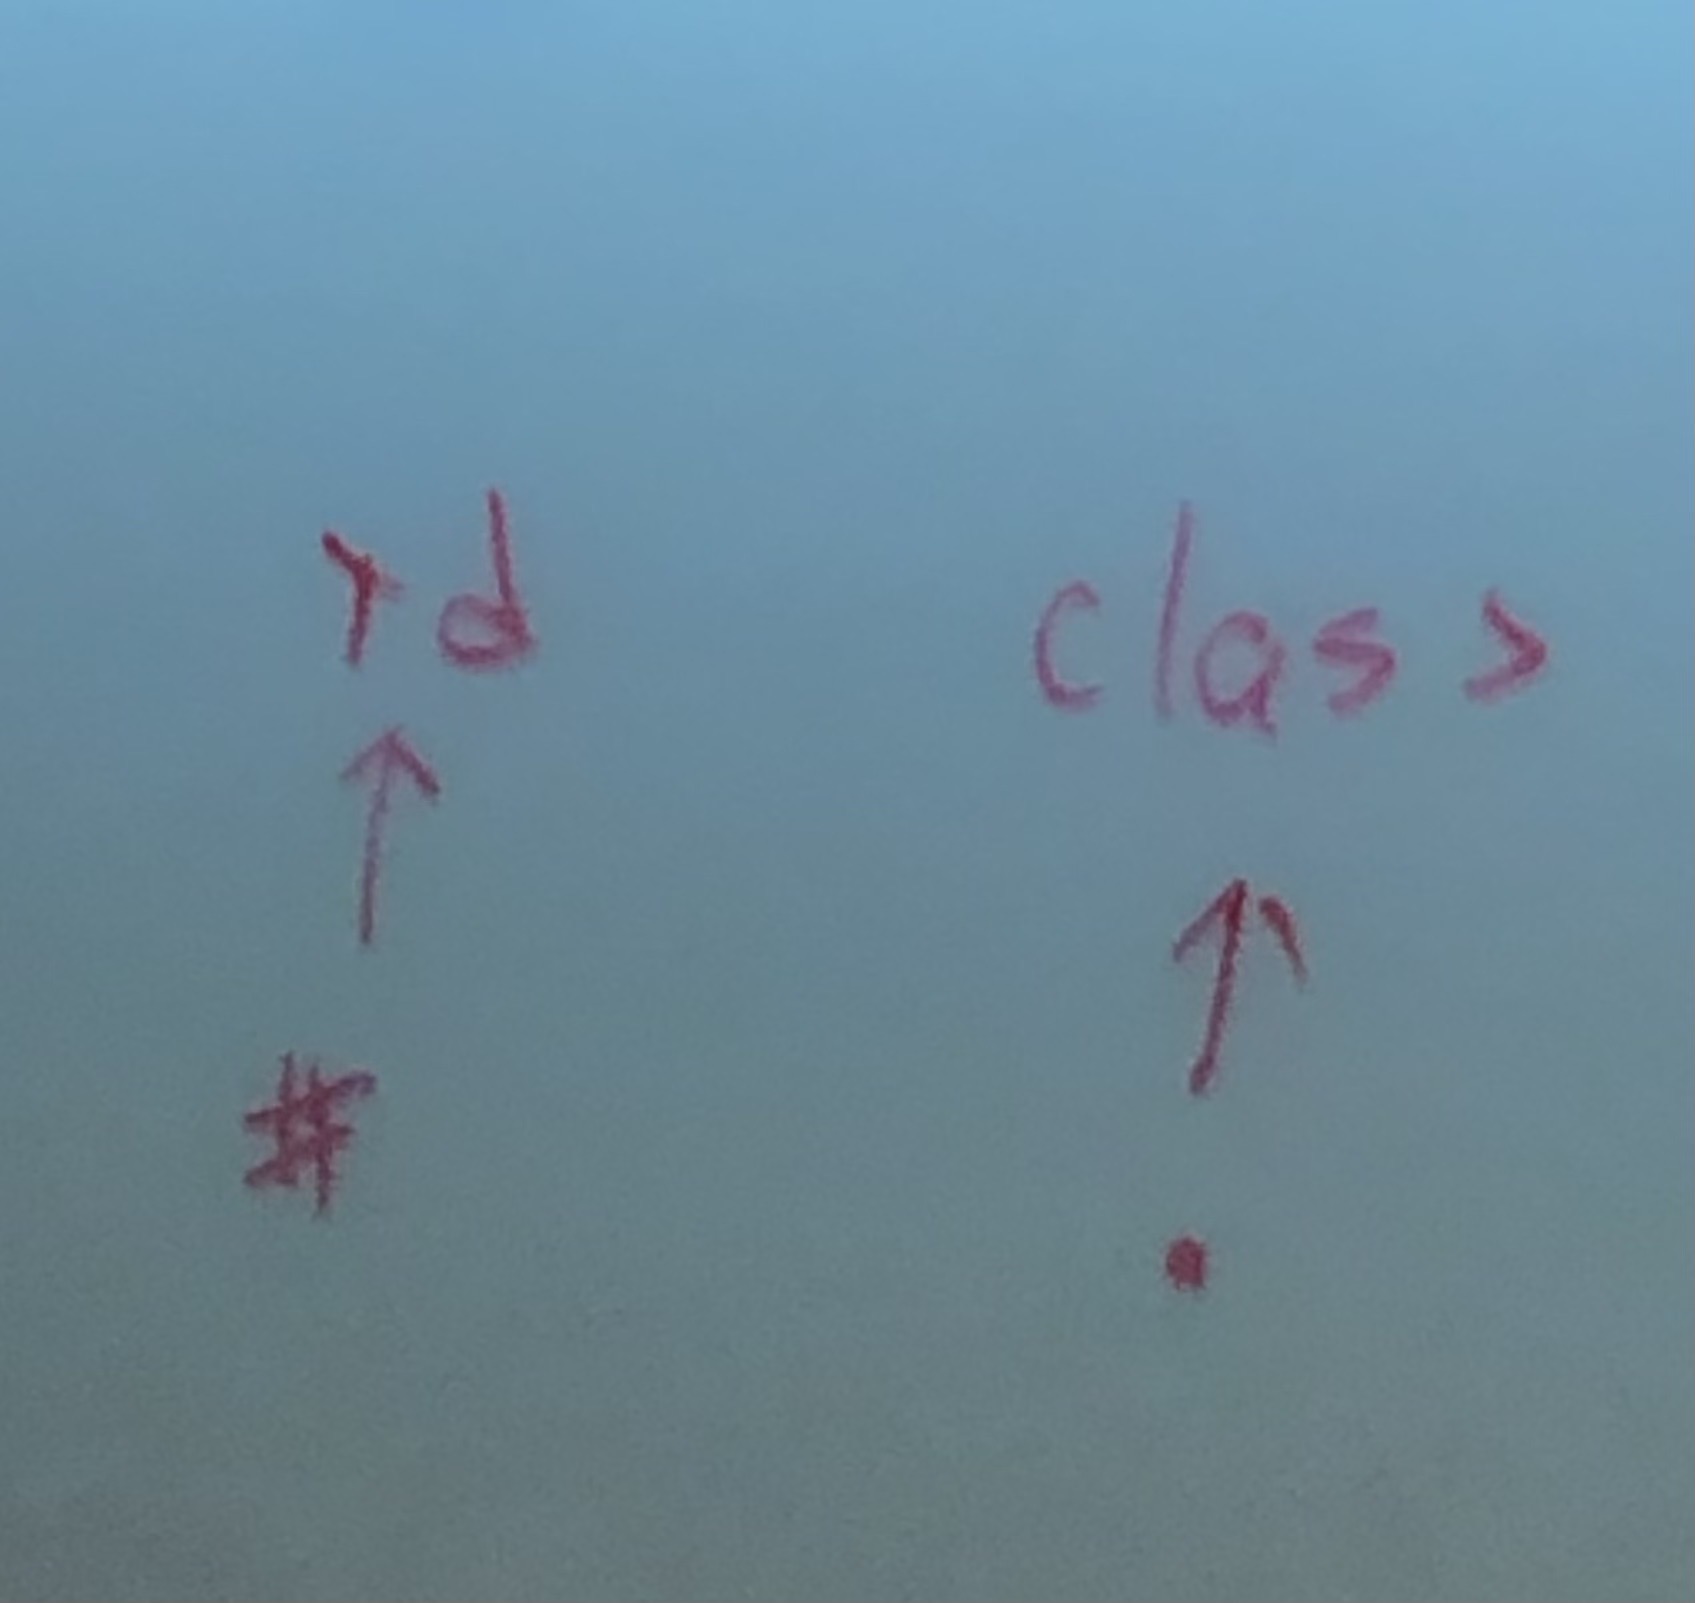 id class
↑ ↑
# .